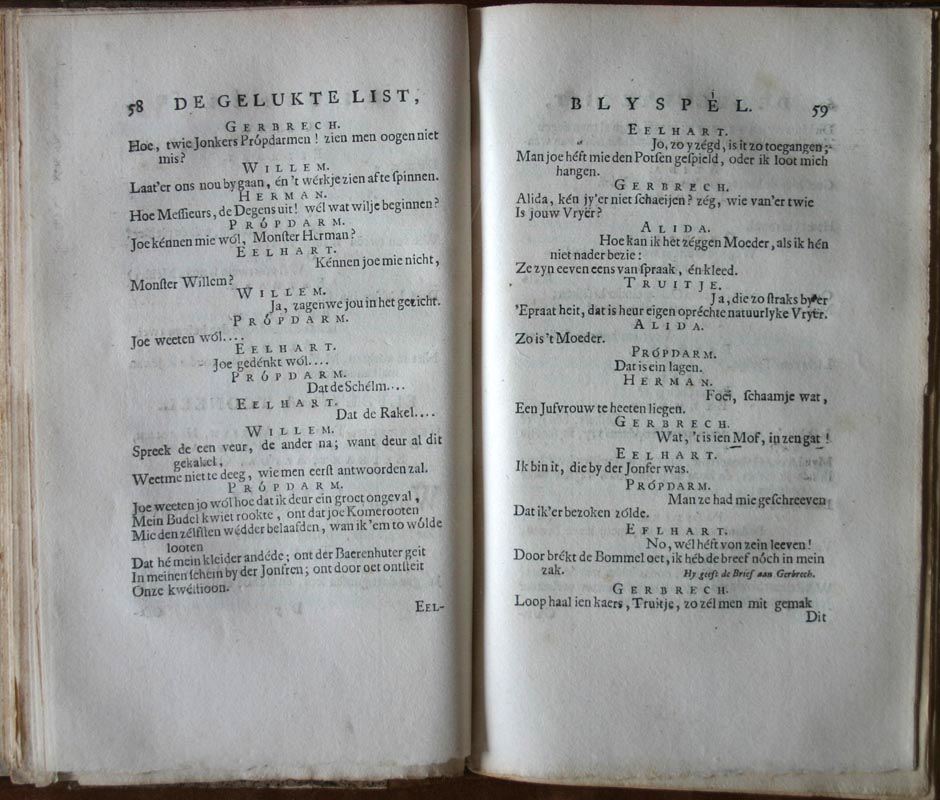 58 DE GELUKTE LIST,
GERBRECH.
Hoe, twie Jonkers Própdarmen! zien men oogen niet
mis?
WILLEM.
Laat'er ons nou by gaan, én 't wérkje zien af te spinnen.
HERMAN.
Hoe Messieurs, de Degens uit! wél wat wilje beginnen?
PRÓPDARM.
Joe kénnen mie wól, Monster Herman?
EELHART.
Kénnen joe mie niet,
Monster Willem?
WILLEM.
Ja, zagen we jou in het gezicht.
PRÓPDARM.
Joe weeten wól....
EELHART.
Joe gedénkt wól....
PRÓPDARM.
Dat de Schélm....
EELHART.
Dat de Rakel....
WILLEM.
Spreek de een veur, de ander na; want deur al dit
gekakel,
Weetme niet te deeg, wie men eerst antwoorden zal.
PRÓPDARM.
Joe weeten jo wól hoe dat ik deur ein groet ongeval,
Mein Budel kwiet rookte, ont dat joe Komerooten
Mie den zélfsten wédder belaafden, wan ik 'em to wólde
looten
Dat hé mein kleider andéde; ont der Baerenhuter geit
In meinen schein by der Jonfren; ont door oet ontsteit
Onze kwéstioon.
EEL-
BLYSPÉL. 59
EELHART.
Jo, zo y zégd, is it zo toegangen;
Man joe héft mie den Potsen gespield, oder ik loot mich
hangen.
GERBRECH.
Alida, kén jy'er niet schaeijen? zég, wie van'er twie
Is jouw Vryer?
ALIDA.
Hoe kan ik het zéggen Moeder, als ik hén
niet nader bezie:
Ze zyn eeven eens van spraak, én kleed.
TRUITJE.
Ja, die zo straks by'er
'Epraat heit, dat is heur eigen opréchte natuurlyke Vryer.
ALIDA.
Zo is 't Moeder.
PRÓPDARM.
Dat is ein lagen.
HERMAN.
Foei, schaamje wat,
Een Jufvrouw te heeten liegen.
GERBRECH.
Wat, 't is ien Mof, in zen gat!
EELHART.
Ik bin it, die by der Jonfer was.
PRÓPDARM.
Man ze had mie geschreeven
Dat ik'er bezoken zólde.
EELHART.
No, wél héft von zein leeven!
Door brékt de Bommel oet, ik héb de breef nóch in mein
zak. Hy geeft de Brief aan Gerbrech.
GERBRECH.
Loop haal ien kaers, Truitje, zo zél men mit gemak
Dit